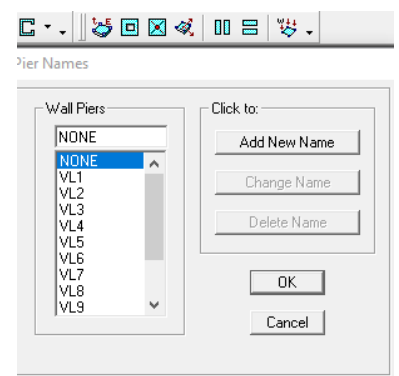 Pier Names
Wall Piers
NONE
NONE
VL1
VL2
VL3
VL4
VL5
VL6
VL7
VL8
VL9
Click to:
Add New Name
Change Name
Delete Name
OK
Cancel